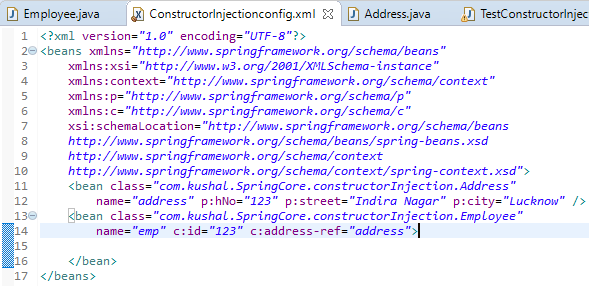 Employee.java ConstructorInjectionconfig.xml Address.java TestConstructorInjec
1 <?xml version="1.0" encoding="UTF-8"?>
2 <beans xmlns="http://www.springframework.org/schema/beans"
3 xmlns:xsi="http://www.w3.org/2001/XMLSchema-instance"
4 xmlns:context="http://www.springframework.org/schema/context"
5 xmlns:p="http://www.springframework.org/schema/p"
6 xmlns:c="http://www.springframework.org/schema/c"
7 xsi:schemaLocation="http://www.springframework.org/schema/beans
8 http://www.springframework.org/schema/beans/spring-beans.xsd
9 http://www.springframework.org/schema/context
10 http://www.springframework.org/schema/context/spring-context.xsd">
11 <bean class="com.kushal.SpringCore.constructorInjection.Address"
12 name="address" p:hNo="123" p:street="Indira Nagar" p:city="Lucknow" />
13 <bean class="com.kushal.SpringCore.constructorInjection.Employee"
14 name="emp" c:id="123" c:address-ref="address">
15
16 </bean>
17 </beans>